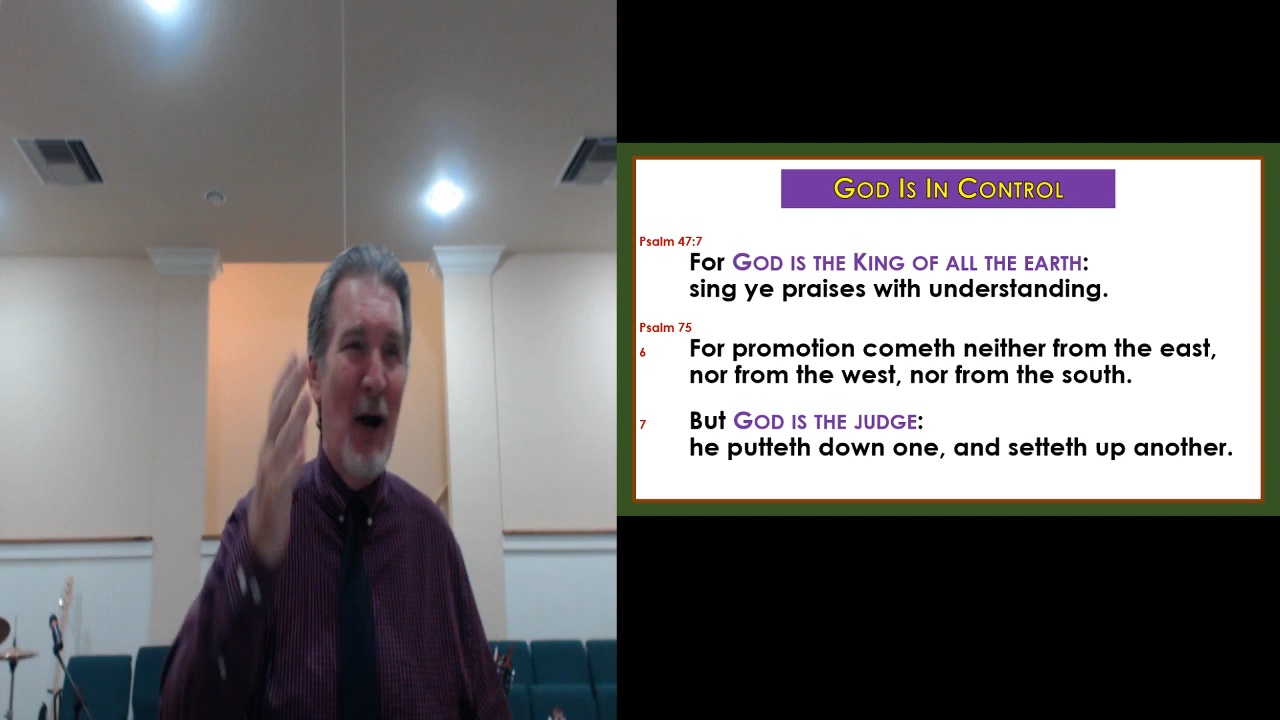 God Is In Control
Psalm 47:7
For God is the King of all the earth:
sing ye praises with understanding.
Psalm 75
6 For promotion cometh neither from the east,
nor from the west, nor from the south.
7 But God is the judge:
he putteth down one, and setteth up another.